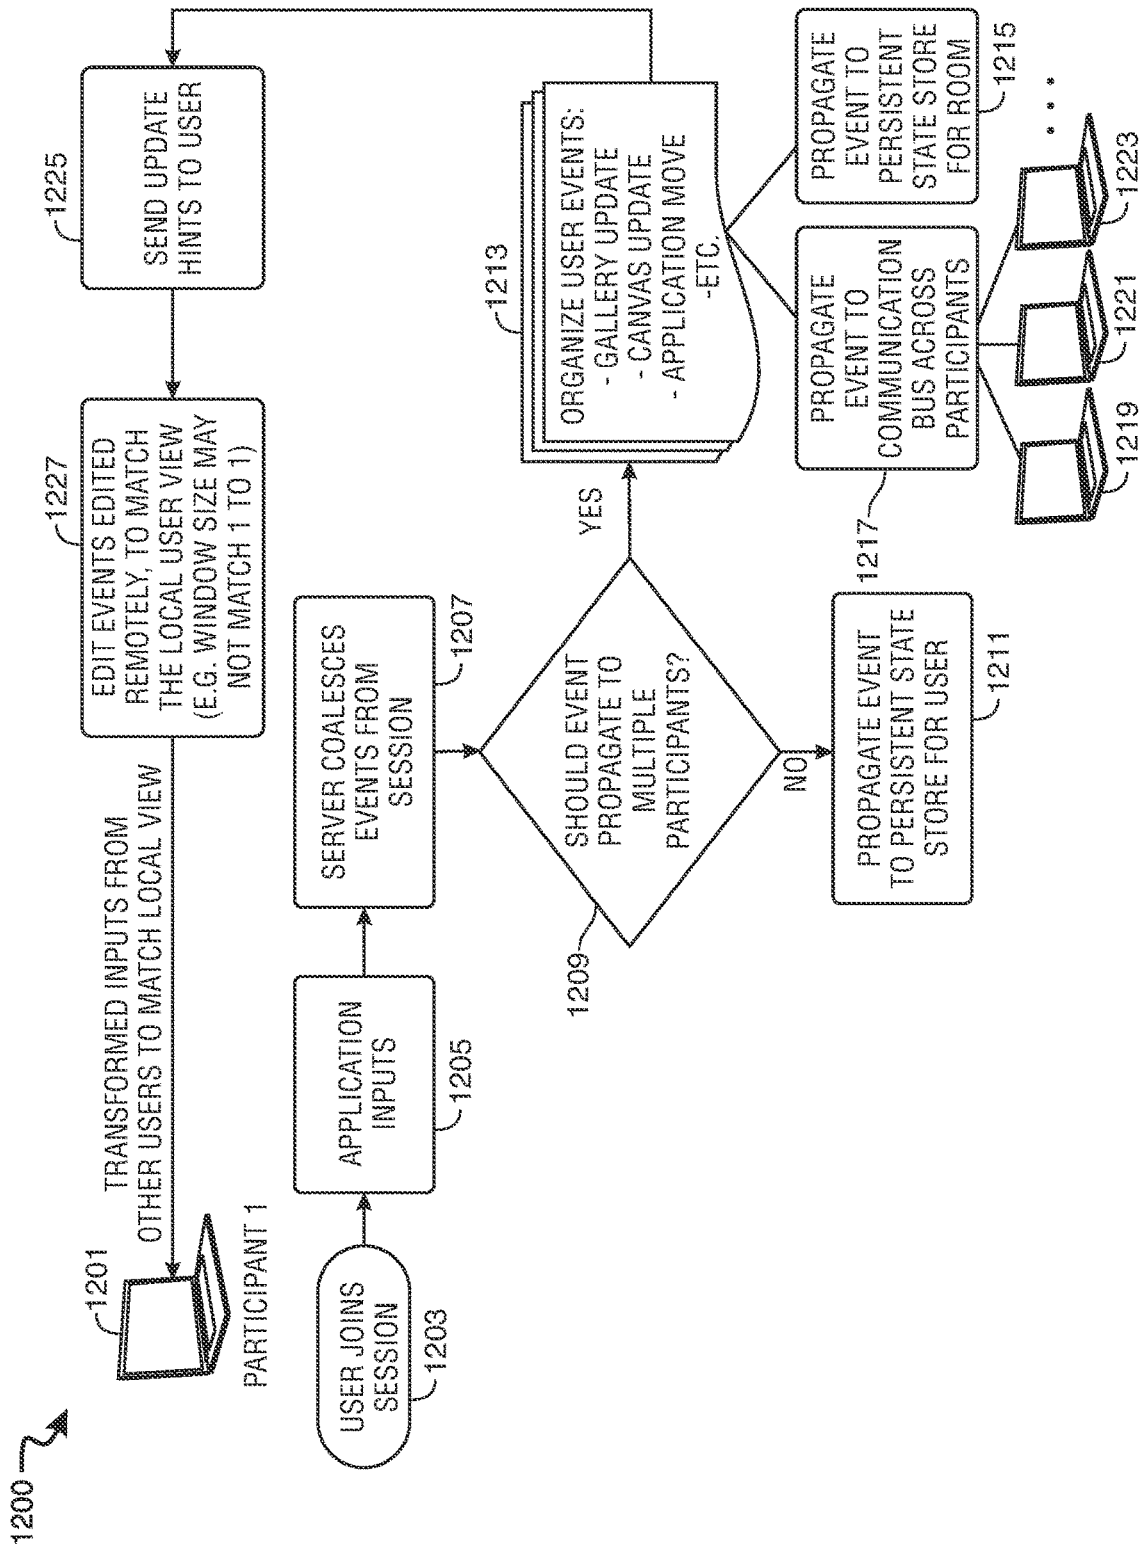 1200
1201
PARTICIPANT 1
TRANSFORMED INPUTS FROM
OTHER USERS TO MATCH LOCAL VIEW
1227
EDIT EVENTS EDITED
REMOTELY, TO MATCH
THE LOCAL USER VIEW
(E.G. WINDOW SIZE MAY
NOT MATCH 1 TO 1)
1225
SEND UPDATE
HINTS TO USER
USER JOINS
SESSION
1203
APPLICATION
INPUTS
1205
SERVER COALESCES
EVENTS FROM
SESSION
1207
1209
SHOULD EVENT
PROPAGATE TO
MULTIPLE
PARTICIPANTS?
YES
NO
PROPAGATE EVENT
TO PERSISTENT STATE
STORE FOR USER
1211
1213
ORGANIZE USER EVENTS:
- GALLERY UPDATE
- CANVAS UPDATE
- APPLICATION MOVE
-ETC.
1217
PROPAGATE
EVENT TO
COMMUNICATION
BUS ACROSS
PARTICIPANTS
PROPAGATE
EVENT TO
PERSISTENT
STATE STORE
FOR ROOM
1215
1219
1221
1223
...